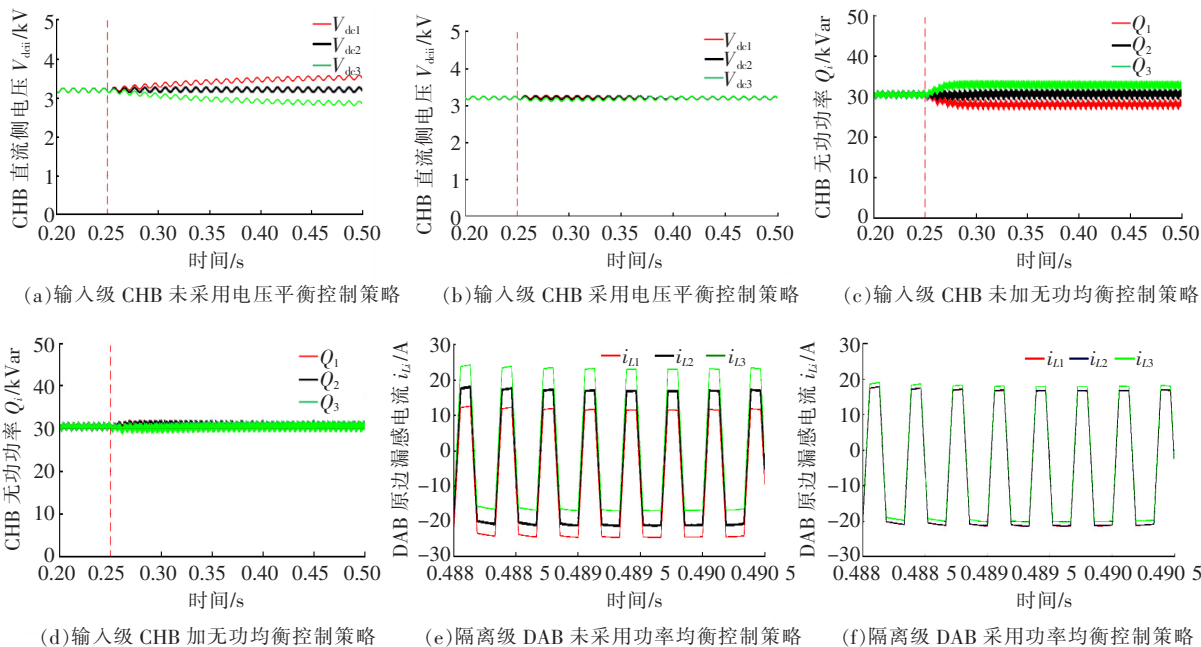 CHB 直流侧电压 V_dcii/kV
5
4
3
2
1
0
V_dc1
V_dc2
V_dc3
0.20 0.25 0.30 0.35 0.40 0.45 0.50
时间/s
(a)输入级 CHB 未采用电压平衡控制策略
CHB 直流侧电压 V_dcii/kV
5
4
3
2
1
0
V_dc1
V_dc2
V_dc3
0.20 0.25 0.30 0.35 0.40 0.45 0.50
时间/s
(b)输入级 CHB 采用电压平衡控制策略
CHB 无功功率 Q_i/kVar
50
40
30
20
10
0
Q_1
Q_2
Q_3
0.20 0.25 0.30 0.35 0.40 0.45 0.50
时间/s
(c)输入级 CHB 未加无功均衡控制策略
CHB 无功功率 Q_i/kVar
50
40
30
20
10
0
Q_1
Q_2
Q_3
0.20 0.25 0.30 0.35 0.40 0.45 0.50
时间/s
(d)输入级 CHB 加无功均衡控制策略
DAB 原边漏感电流 i_Li/A
30
20
10
0
−10
−20
−30
i_L1 i_L2 i_L3
0.488 0.488 5 0.489 0.489 5 0.490 0.490 5
时间/s
(e)隔离级 DAB 未采用功率均衡控制策略
DAB 原边漏感电流 i_Li/A
30
20
10
0
−10
−20
−30
i_L1 i_L2 i_L3
0.488 0.488 5 0.489 0.489 5 0.490 0.490 5
时间/s
(f)隔离级 DAB 采用功率均衡控制策略